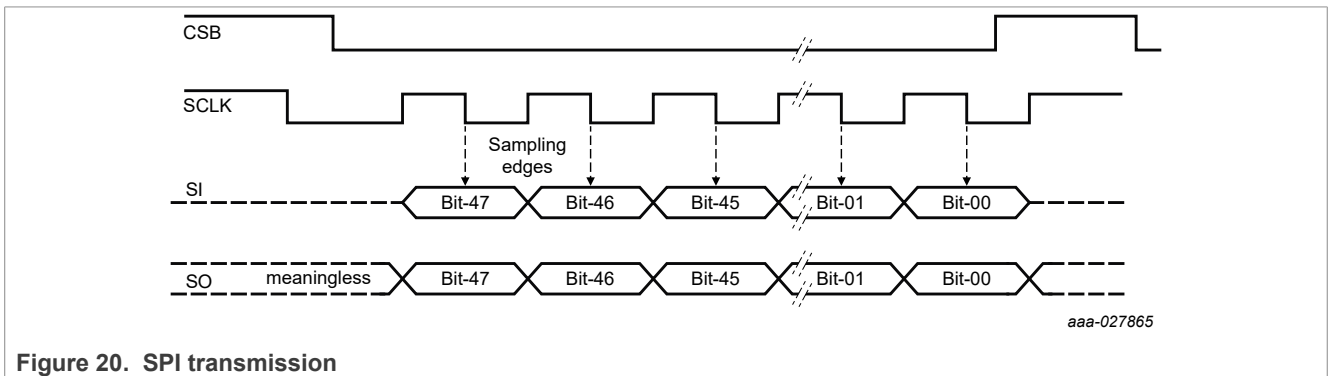 CSB
SCLK
Sampling
edges
SI
Bit-47 Bit-46 Bit-45 Bit-01 Bit-00
SO meaningless Bit-47 Bit-46 Bit-45 Bit-01 Bit-00
aaa-027865
Figure 20. SPI transmission